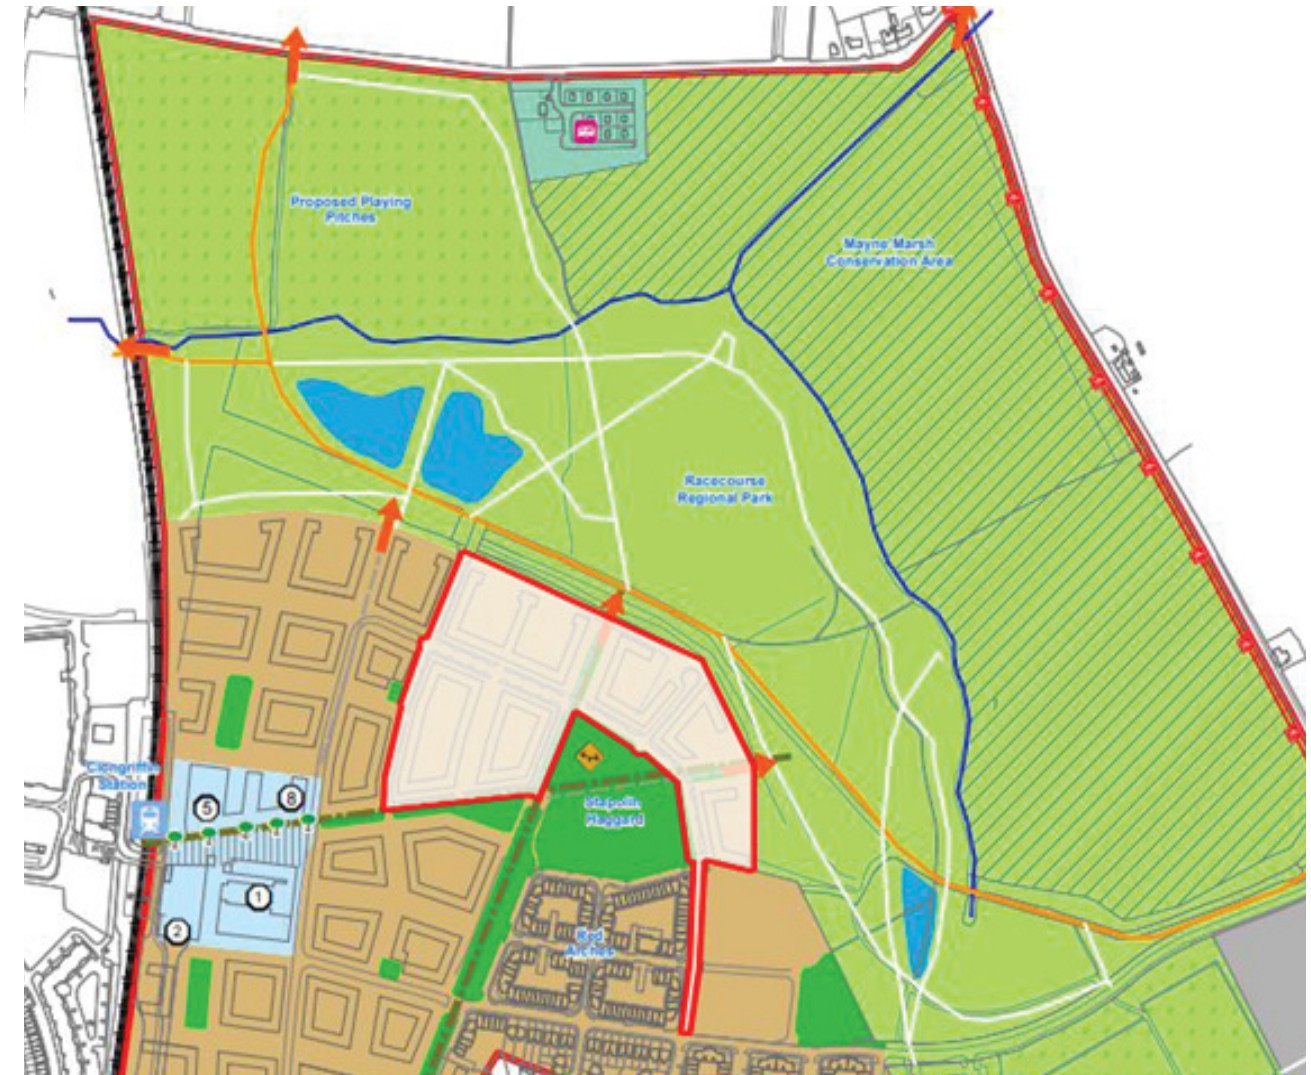 Proposed Playing
Pitches
Mayne Marsh
Conservation Area
Racecourse
Regional Park
Clongriffin
Station
5
8
Stapolin
Haggard
1
2
Red
Arches